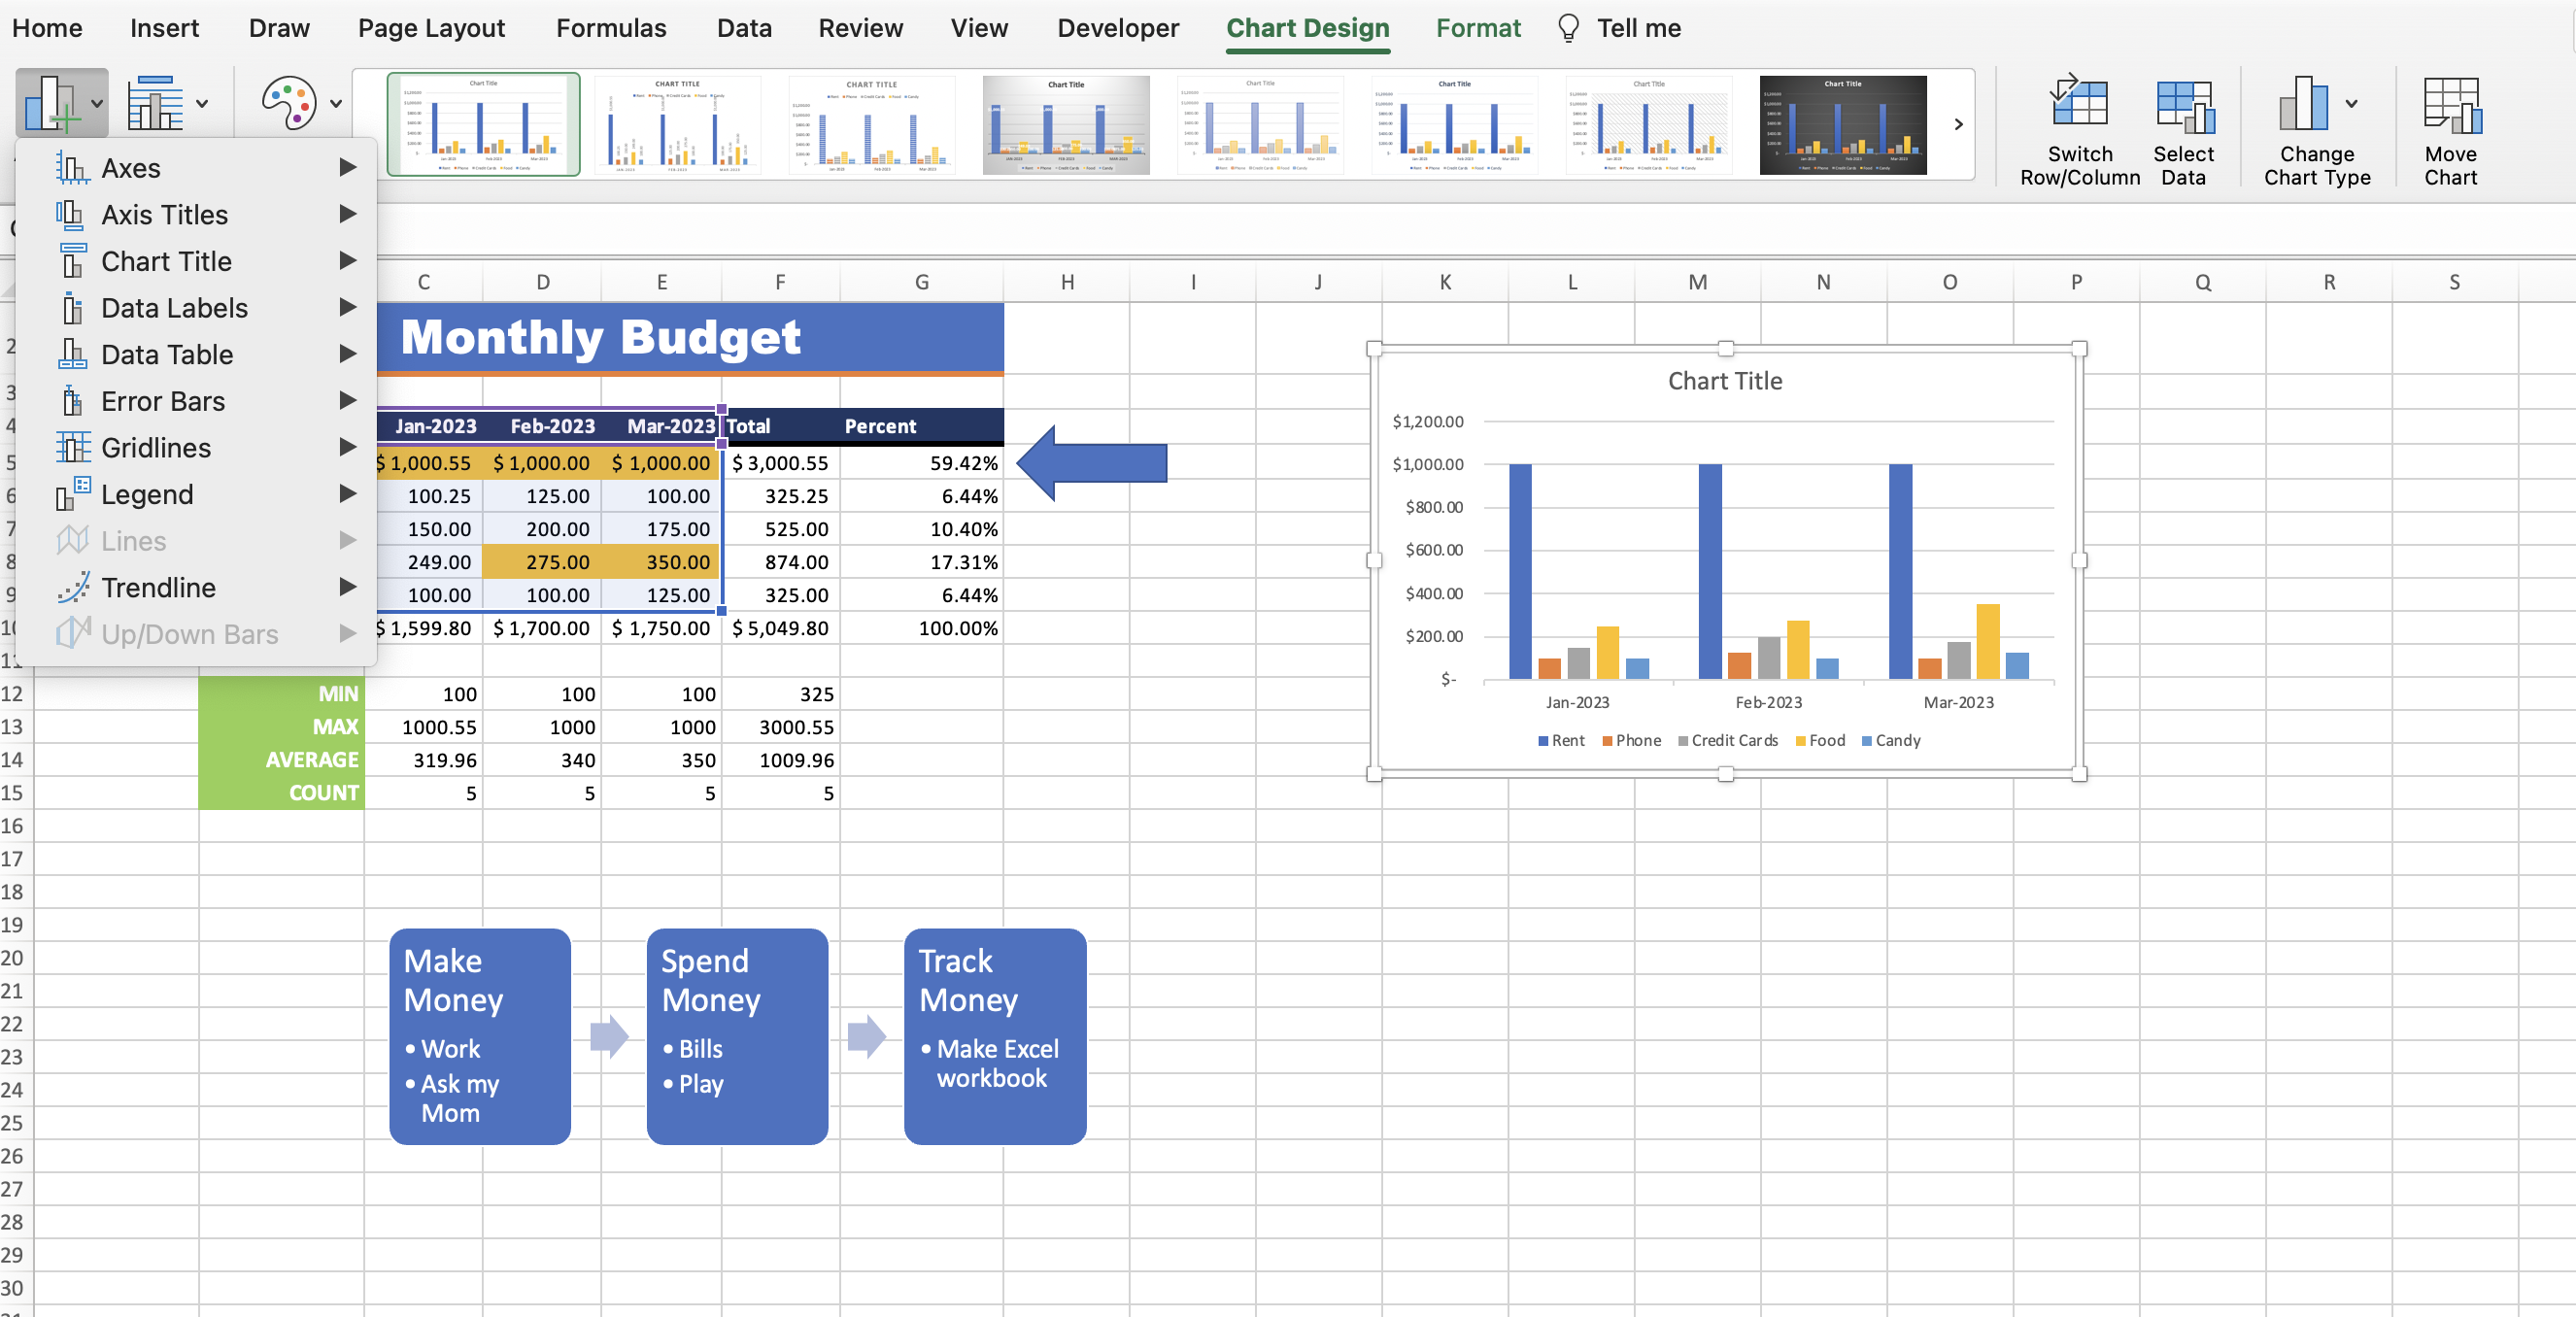 Home Insert Draw Page Layout Formulas Data Review View Developer Chart Design Format Tell me
Switch Row/Column
Select Data
Change Chart Type
Move Chart
Axes
Axis Titles
Chart Title
Data Labels
Data Table
Error Bars
Gridlines
Legend
Lines
Trendline
Up/Down Bars
C D E F G H I J K L M N O P Q R S
2 Monthly Budget
3
4 Jan-2023 Feb-2023 Mar-2023 Total Percent
5 $ 1,000.55 $ 1,000.00 $ 1,000.00 $ 3,000.55 59.42%
6 100.25 125.00 100.00 325.25 6.44%
7 150.00 200.00 175.00 525.00 10.40%
8 249.00 275.00 350.00 874.00 17.31%
9 100.00 100.00 125.00 325.00 6.44%
10 $ 1,599.80 $ 1,700.00 $ 1,750.00 $ 5,049.80 100.00%
11
12 MIN 100 100 100 325
13 MAX 1000.55 1000 1000 3000.55
14 AVERAGE 319.96 340 350 1009.96
15 COUNT 5 5 5 5
16
17
18
19
20
21
22
23
24
25
26
27
28
29
30
Chart Title
$1,200.00
$1,000.00
$800.00
$600.00
$400.00
$200.00
$-
Jan-2023 Feb-2023 Mar-2023
Rent Phone Credit Cards Food Candy
Make
Money
• Work
• Ask my
Mom
Spend
Money
• Bills
• Play
Track
Money
• Make Excel
workbook